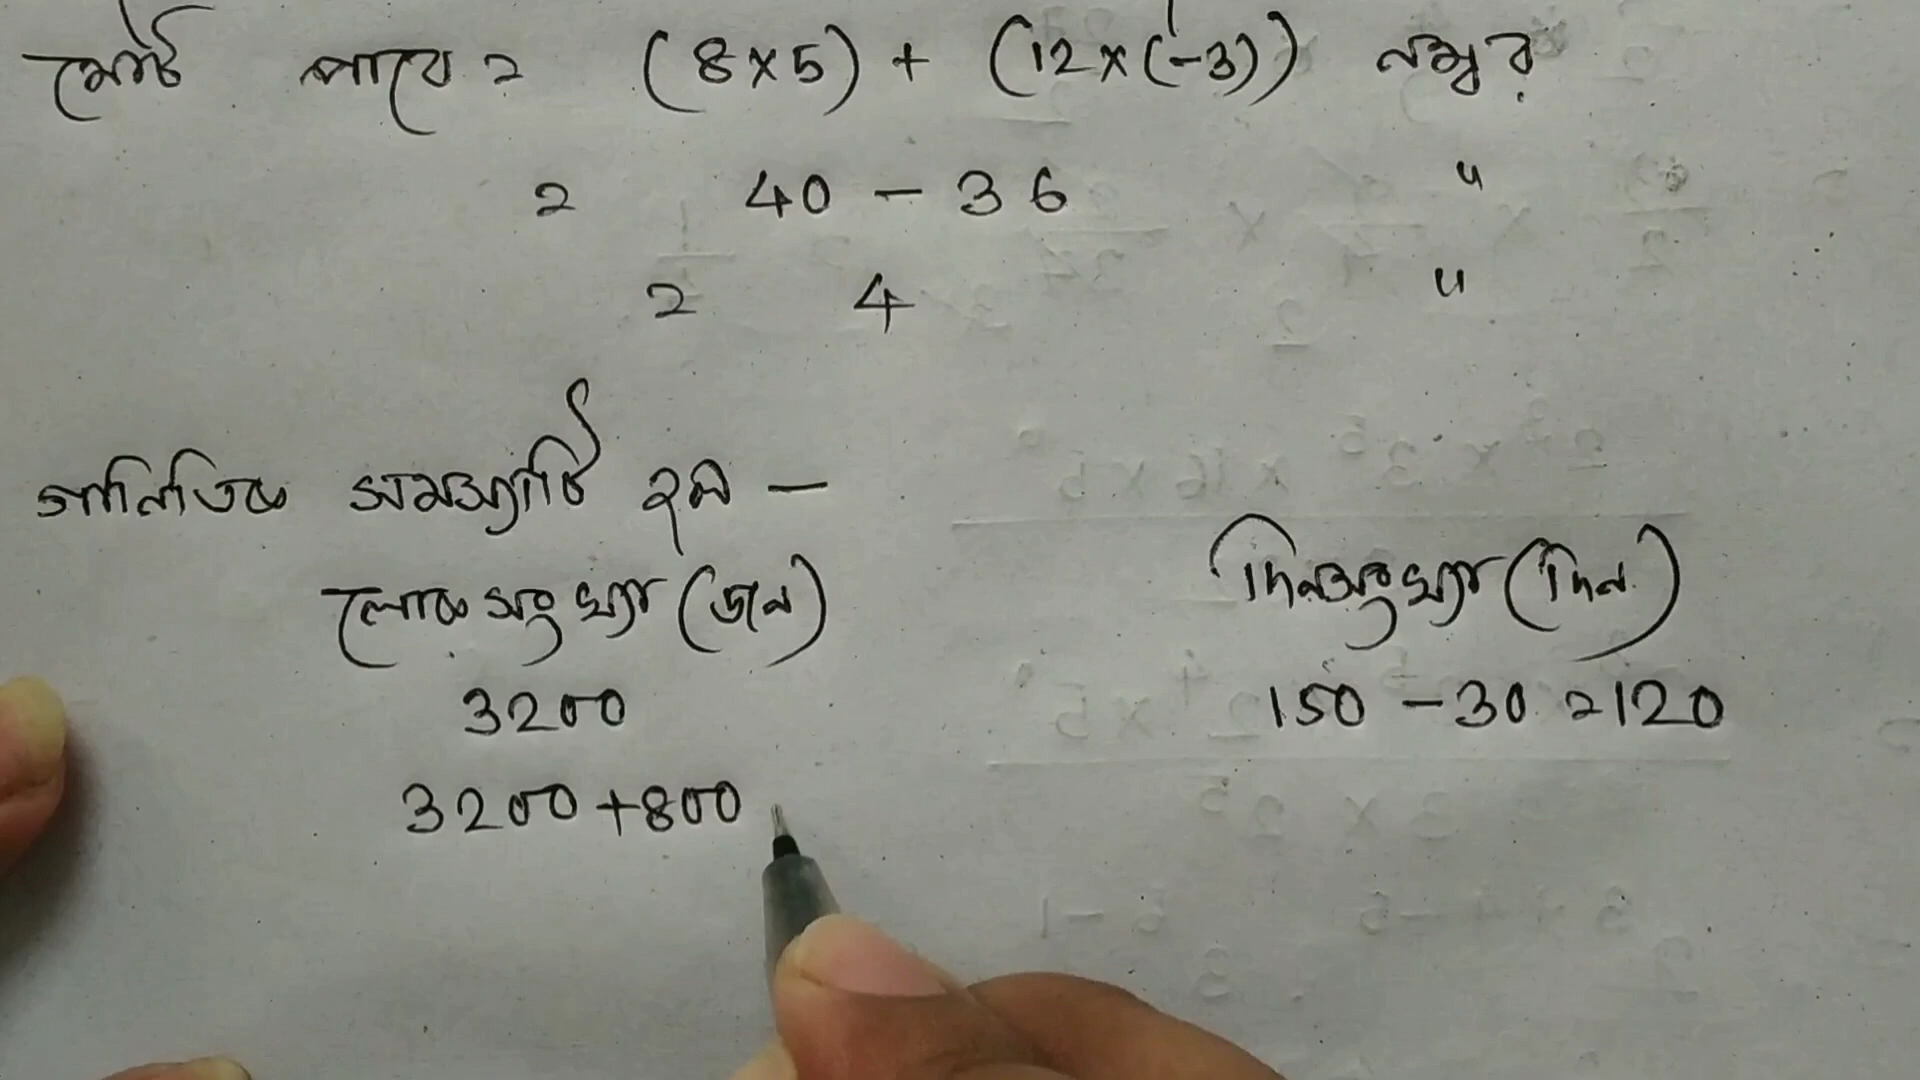 মোট পাবে = (8×5) + (12×(-3)) নম্বর
= 40 - 36 "
= 4 "
গানিতিক সমস্যাটি হল —
লোকসংখ্যা (জন) দিনসংখ্যা (দিন)
3200 150 - 30 = 120
3200 + 800